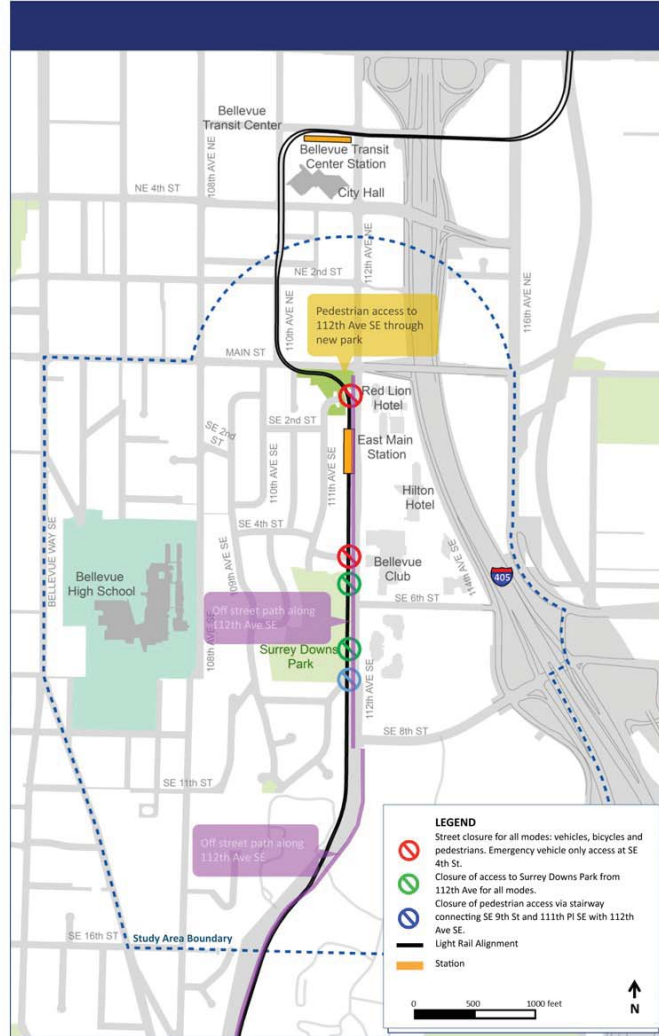 Bellevue
Transit Center
Bellevue Transit
Center Station
108th AVE NE
City Hall
NE 4th ST
112th AVE NE
NE 2nd ST
110th AVE NE
116th AVE NE
Pedestrian access to
112th Ave SE through
new park
MAIN ST
Red Lion
Hotel
SE 2nd
ST
SE 2nd ST
East Main
Station
110th AVE SE
111th AVE SE
Hilton
Hotel
SE 4th ST
BELLEVUE WAY SE
Bellevue
High School
109th AVE SE
Bellevue
Club
114th AVE SE
405
SE 6th ST
Off street path along
112th Ave SE
108th AVE SE
Surrey Downs
Park
112th AVE SE
SE 8th ST
SE 11th ST
Off street path along
112th Ave SE
SE 16th ST
Study Area Boundary
LEGEND
Street closure for all modes: vehicles, bicycles and
pedestrians. Emergency vehicle only access at SE
4th St.
Closure of access to Surrey Downs Park from
112th Ave for all modes.
Closure of pedestrian access via stairway
connecting SE 9th St and 111th Pl SE with 112th
Ave SE.
Light Rail Alignment
Station
0 500 1000 feet
N